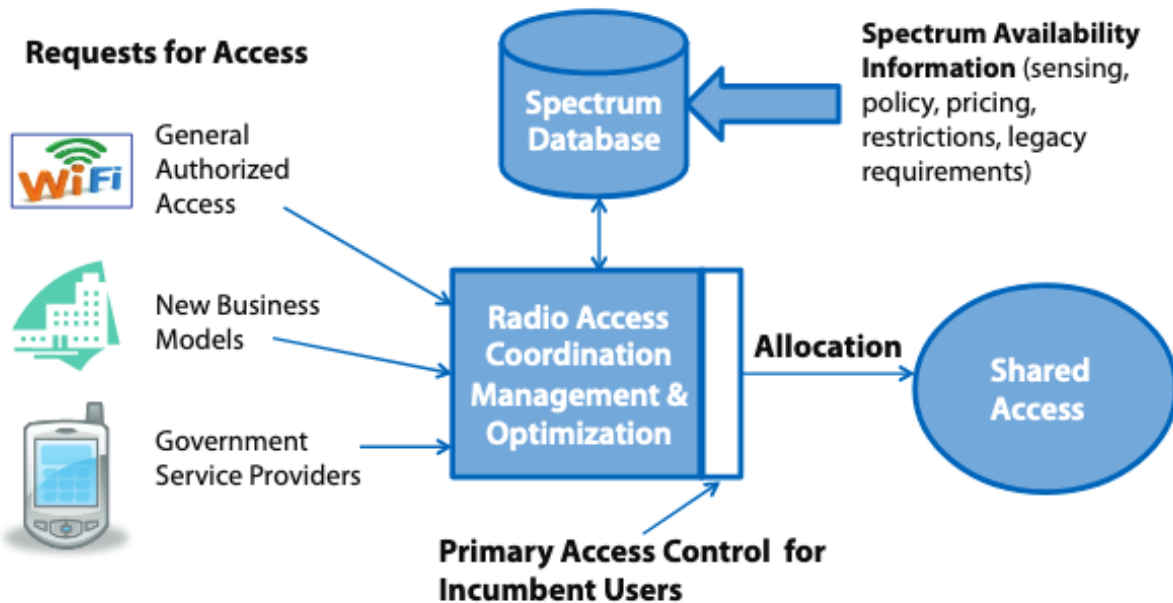 Requests for Access
WiFi
General
Authorized
Access
New Business
Models
Government
Service Providers
Spectrum
Database
Spectrum Availability
Information (sensing,
policy, pricing,
restrictions, legacy
requirements)
Radio Access
Coordination
Management &
Optimization
Allocation
Shared
Access
Primary Access Control for
Incumbent Users